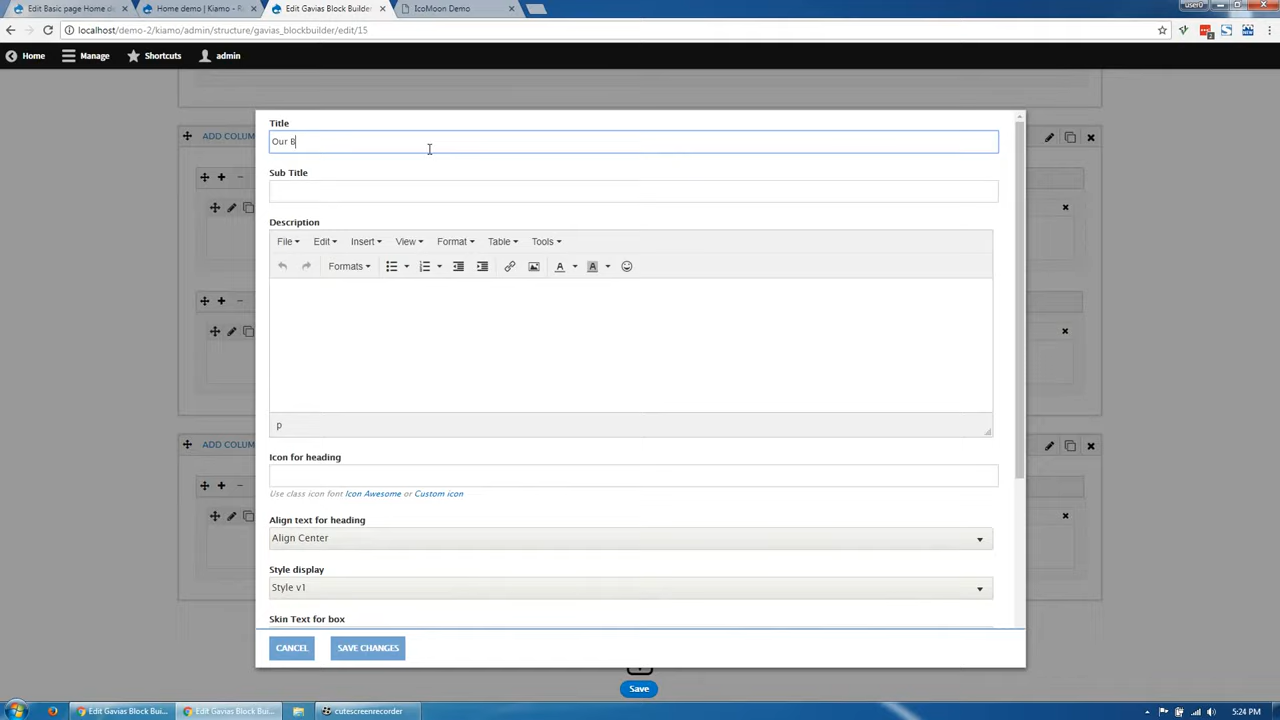 Edit Basic page Home de
Home demo | Kiamo - R
Edit Gavias Block Builder
IcoMoon Demo
user0
localhost/demo-2/kiamo/admin/structure/gavias_blockbuilder/edit/15
Home
Manage
Shortcuts
admin
ADD COLUM
Title
Our B
Sub Title
Description
File
Edit
Insert
View
Format
Table
Tools
Formats
p
Icon for heading
Use class icon font Icon Awesome or Custom icon
Align text for heading
Align Center
ADD COLUM
Style display
Style v1
Skin Text for box
CANCEL
SAVE CHANGES
Save
Edit Gavias Block Bui...
Edit Gavias Block Bui...
cutescreenrecorder
5:24 PM